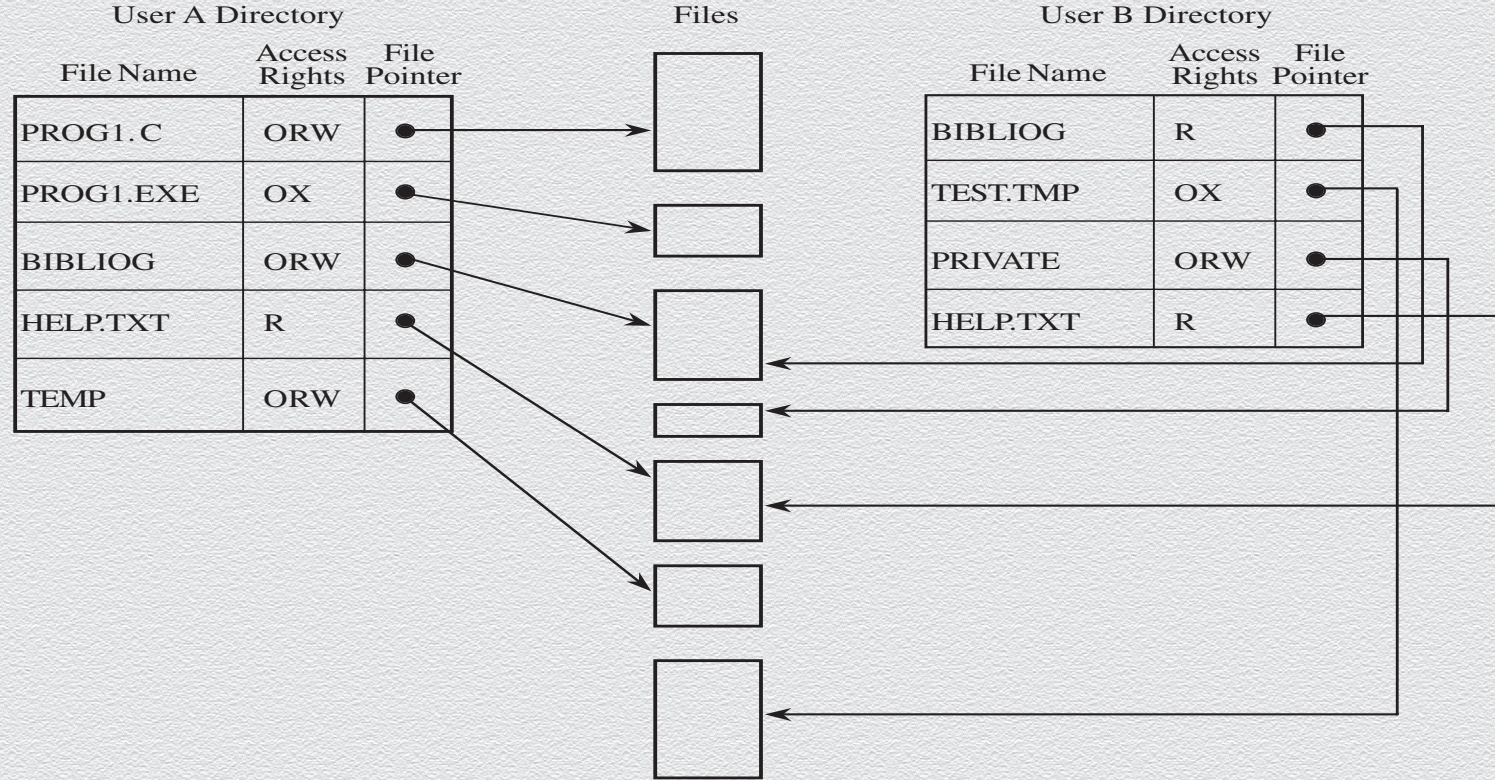 User A Directory
File Name Access Rights File Pointer
PROG1.C ORW
PROG1.EXE OX
BIBLIOG ORW
HELP.TXT R
TEMP ORW
Files
User B Directory
File Name Access Rights File Pointer
BIBLIOG R
TEST.TMP OX
PRIVATE ORW
HELP.TXT R